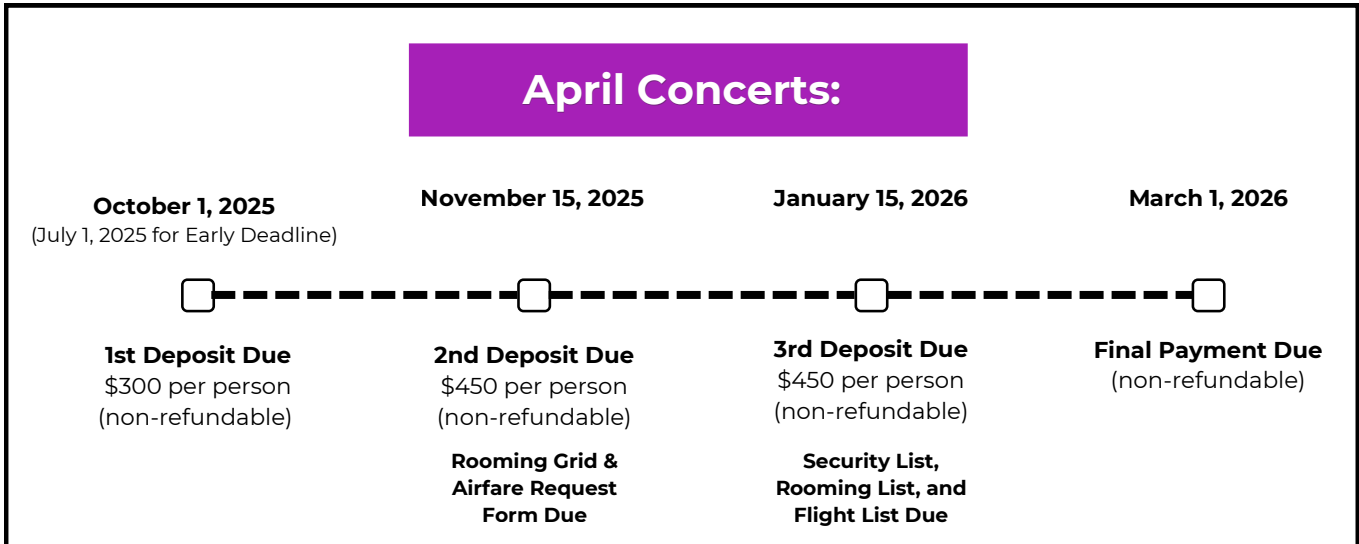 April Concerts:
October 1, 2025
(July 1, 2025 for Early Deadline)
November 15, 2025
January 15, 2026
March 1, 2026
1st Deposit Due
$300 per person
(non-refundable)
2nd Deposit Due
$450 per person
(non-refundable)
Rooming Grid &
Airfare Request
Form Due
3rd Deposit Due
$450 per person
(non-refundable)
Security List,
Rooming List, and
Flight List Due
Final Payment Due
(non-refundable)